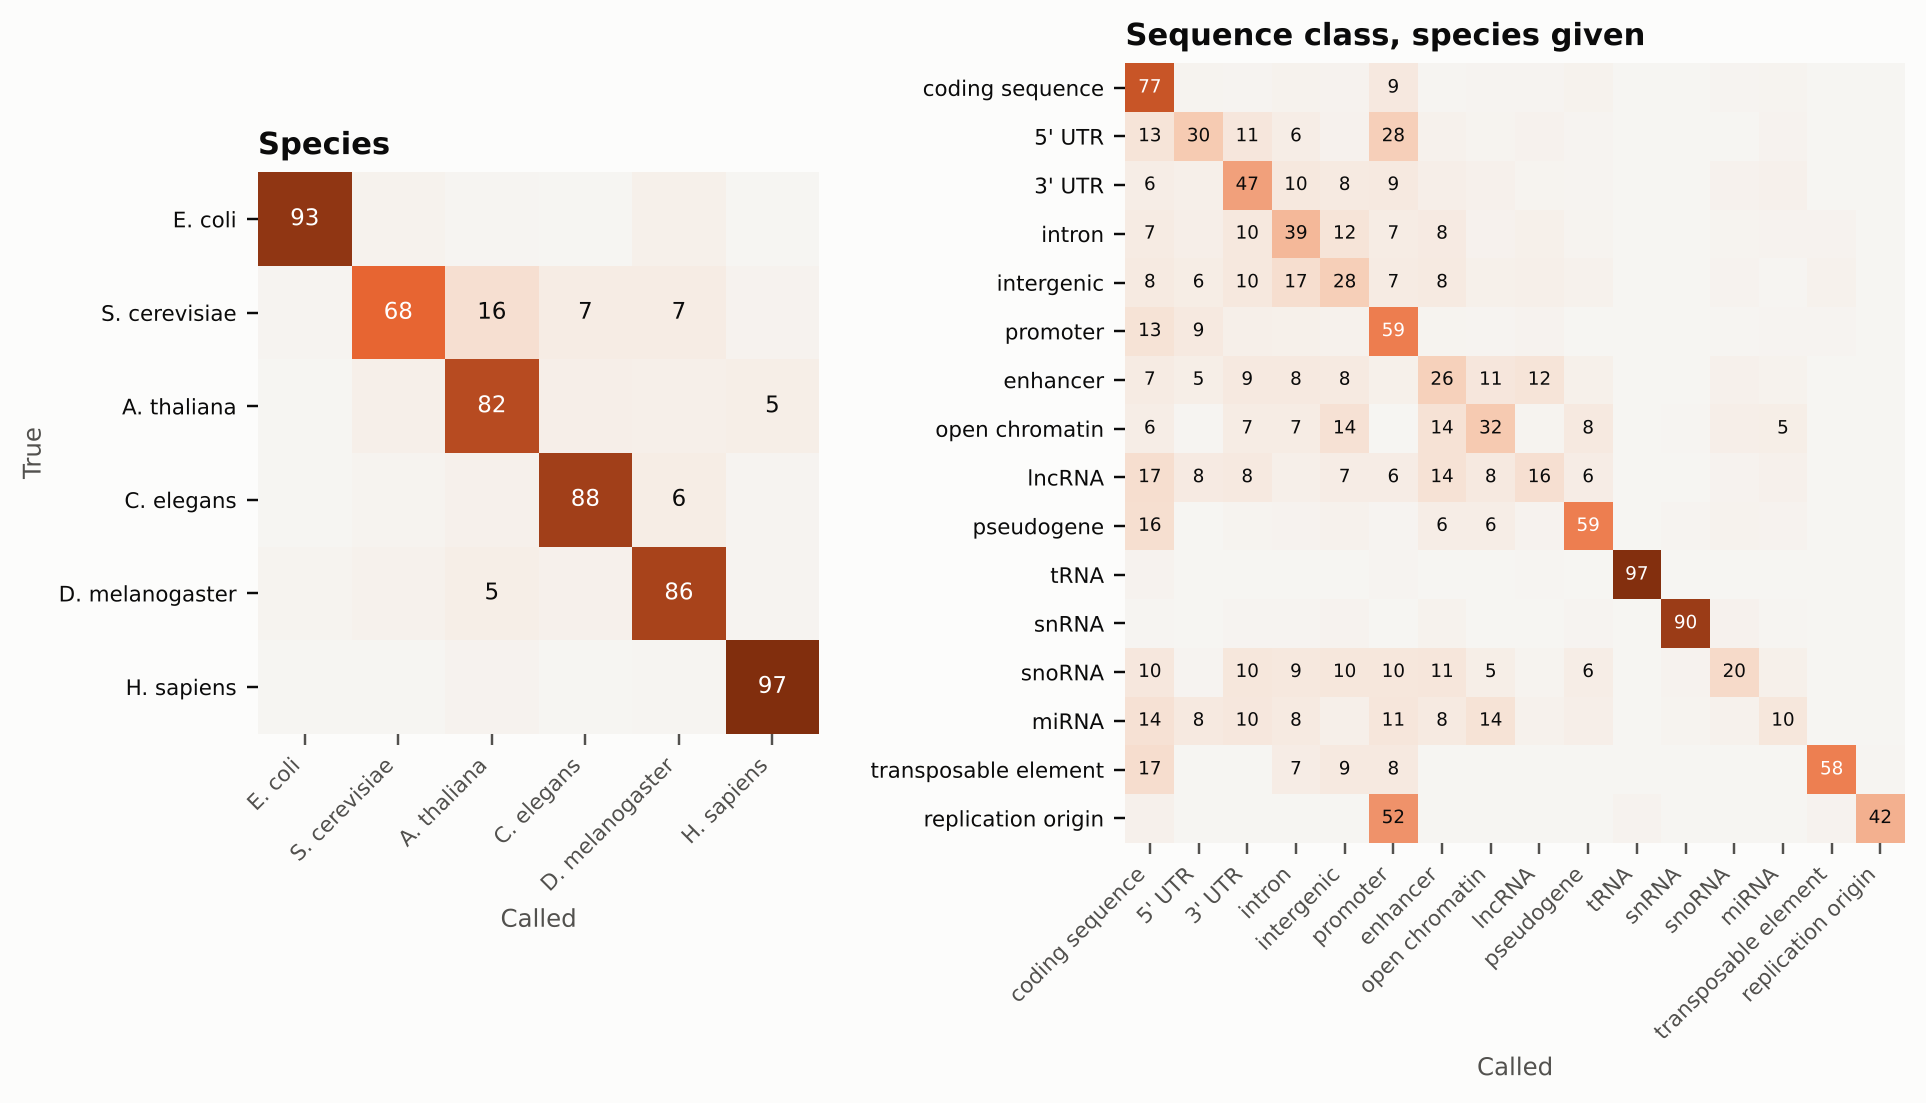 Species
True
E. coli
93
S. cerevisiae
68 16 7 7
A. thaliana
82 5
C. elegans
88 6
D. melanogaster
5 86
H. sapiens
97
E. coli
S. cerevisiae
A. thaliana
C. elegans
D. melanogaster
H. sapiens
Called
Sequence class, species given
coding sequence 77 9
5' UTR 13 30 11 6 28
3' UTR 6 47 10 8 9
intron 7 10 39 12 7 8
intergenic 8 6 10 17 28 7 8
promoter 13 9 59
enhancer 7 5 9 8 8 26 11 12
open chromatin 6 7 7 14 14 32 8 5
lncRNA 17 8 8 7 6 14 8 16 6
pseudogene 16 6 6 59
tRNA 97
snRNA 90
snoRNA 10 10 9 10 10 11 5 6 20
miRNA 14 8 10 8 11 8 14 10
transposable element 17 7 9 8 58
replication origin 52 42
coding sequence
5' UTR
3' UTR
intron
intergenic
promoter
enhancer
open chromatin
lncRNA
pseudogene
tRNA
snRNA
snoRNA
miRNA
transposable element
replication origin
Called